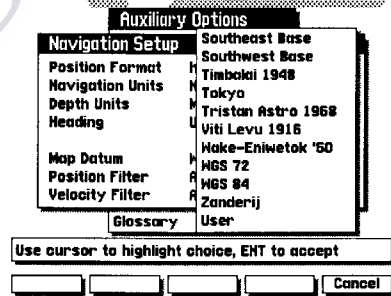 Auxiliary Options
Navigation Setup
Position Format
Navigation Units
Depth Units
Heading
Map Datum
Position Filter
Velocity Filter
Southeast Base
Southwest Base
Timbalai 1948
Tokyo
Tristan Astro 1968
Viti Levu 1916
Wake-Eniwetok '60
WGS 72
WGS 84
Zanderij
User
Glossary
Use cursor to highlight choice, ENT to accept
Cancel